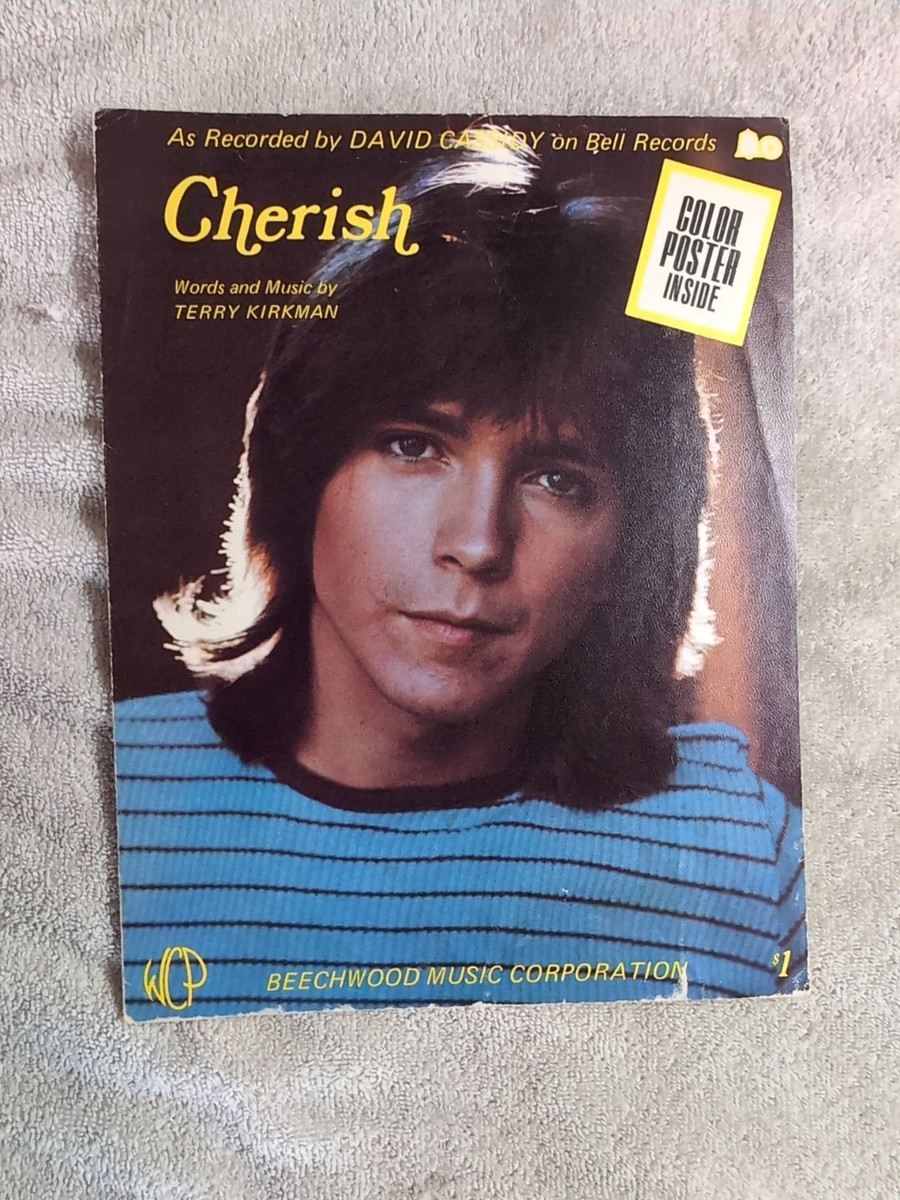 As Recorded by DAVID CASSIDY on Bell Records
Cherish
Words and Music by
TERRY KIRKMAN
COLOR
POSTER
INSIDE
WCP
BEECHWOOD MUSIC CORPORATION
$1